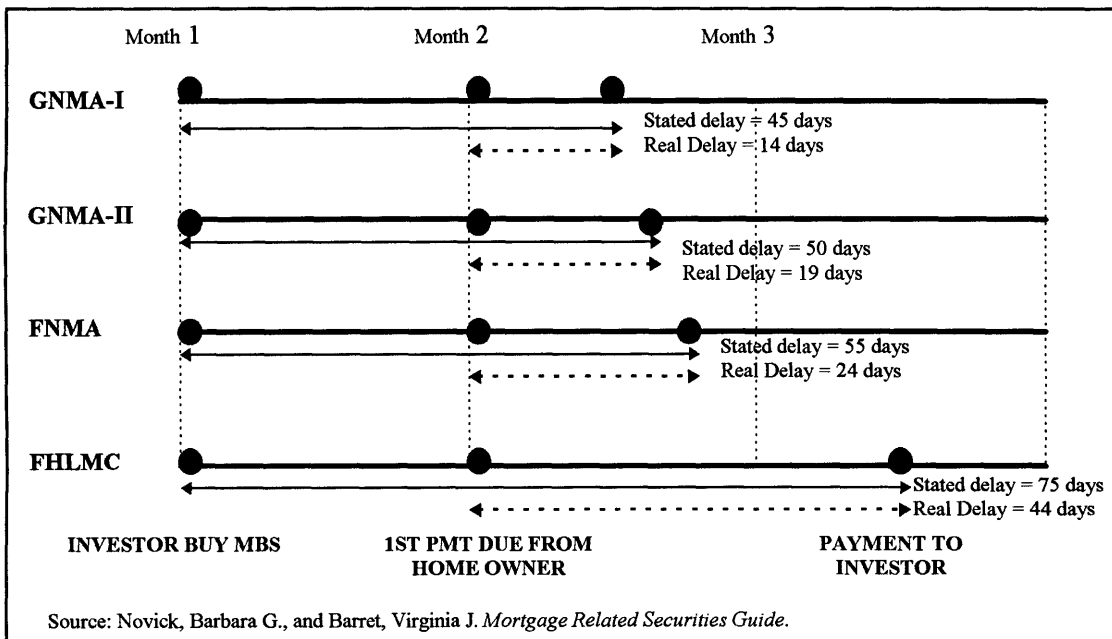 Month 1 Month 2 Month 3
GNMA-I
Stated delay = 45 days
Real Delay = 14 days
GNMA-II
Stated delay = 50 days
Real Delay = 19 days
FNMA
Stated delay = 55 days
Real Delay = 24 days
FHLMC
Stated delay = 75 days
Real Delay = 44 days
INVESTOR BUY MBS
1ST PMT DUE FROM
HOME OWNER
PAYMENT TO
INVESTOR
Source: Novick, Barbara G., and Barret, Virginia J. Mortgage Related Securities Guide.